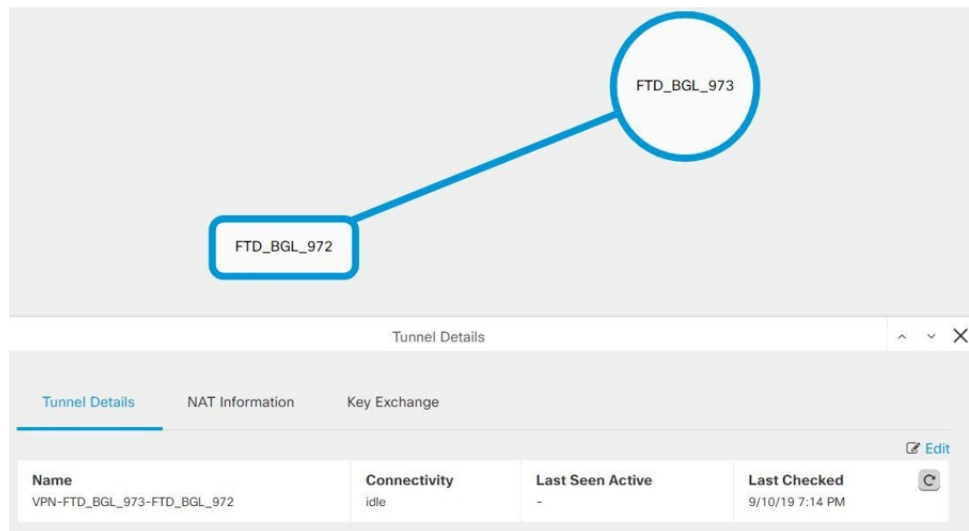 FTD_BGL_973
FTD_BGL_972
Tunnel Details
Tunnel Details NAT Information Key Exchange
Edit
Name Connectivity Last Seen Active Last Checked
VPN-FTD_BGL_973-FTD_BGL_972 idle - 9/10/19 7:14 PM